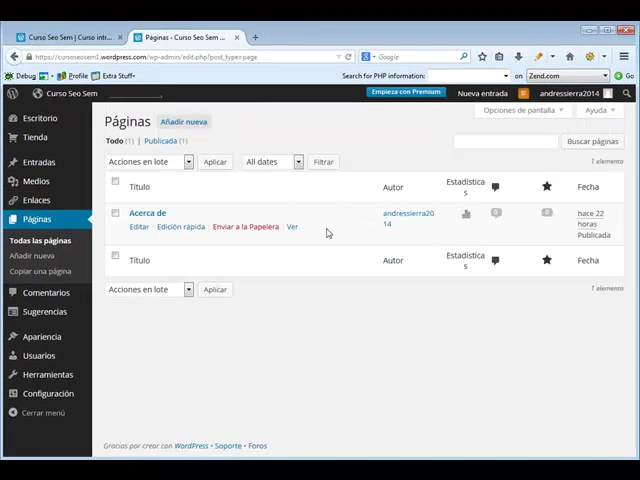 Curso Seo Sem | Curso intr...
Páginas ‹ Curso Seo Sem ...
https://cursoseosem1.wordpress.com/wp-admin/edit.php?post_type=page
Google
Debug
Profile
Extra Stuff
Search for PHP information:
Zend.com
Curso Seo Sem
Empieza con Premium
Nueva entrada
andressierra2014
Escritorio
Tienda
Entradas
Medios
Enlaces
Páginas
Todas las páginas
Añadir nueva
Copiar una página
Comentarios
Sugerencias
Apariencia
Usuarios
Herramientas
Configuración
Cerrar menú
Opciones de pantalla
Ayuda
Páginas Añadir nueva
Todo (1) | Publicada (1)
Buscar páginas
Acciones en lote Aplicar All dates Filtrar
1 elemento
Título Autor Estadística
s Fecha
Acerca de
Editar | Edición rápida | Enviar a la Papelera | Ver
andressierra20
14
0
0
hace 22
horas
Publicada
Título Autor Estadística
s Fecha
Acciones en lote Aplicar
1 elemento
Gracias por crear con WordPress • Soporte • Foros